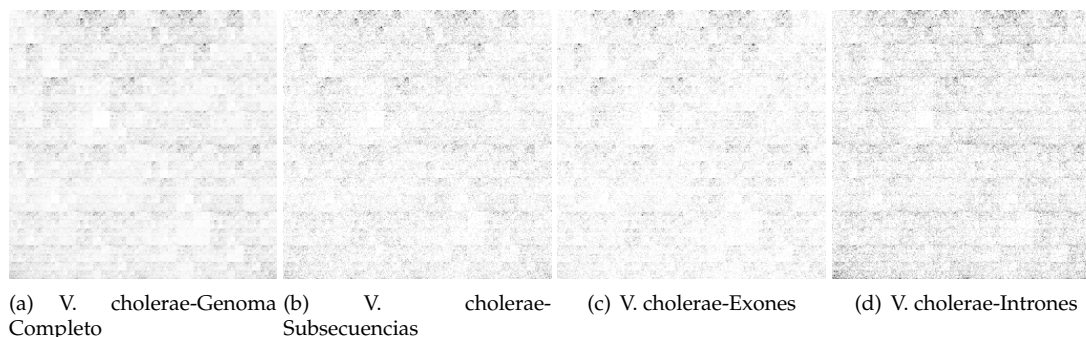 (a) V. cholerae-Genoma Completo
(b) V. cholerae-Subsecuencias
(c) V. cholerae-Exones
(d) V. cholerae-Intrones